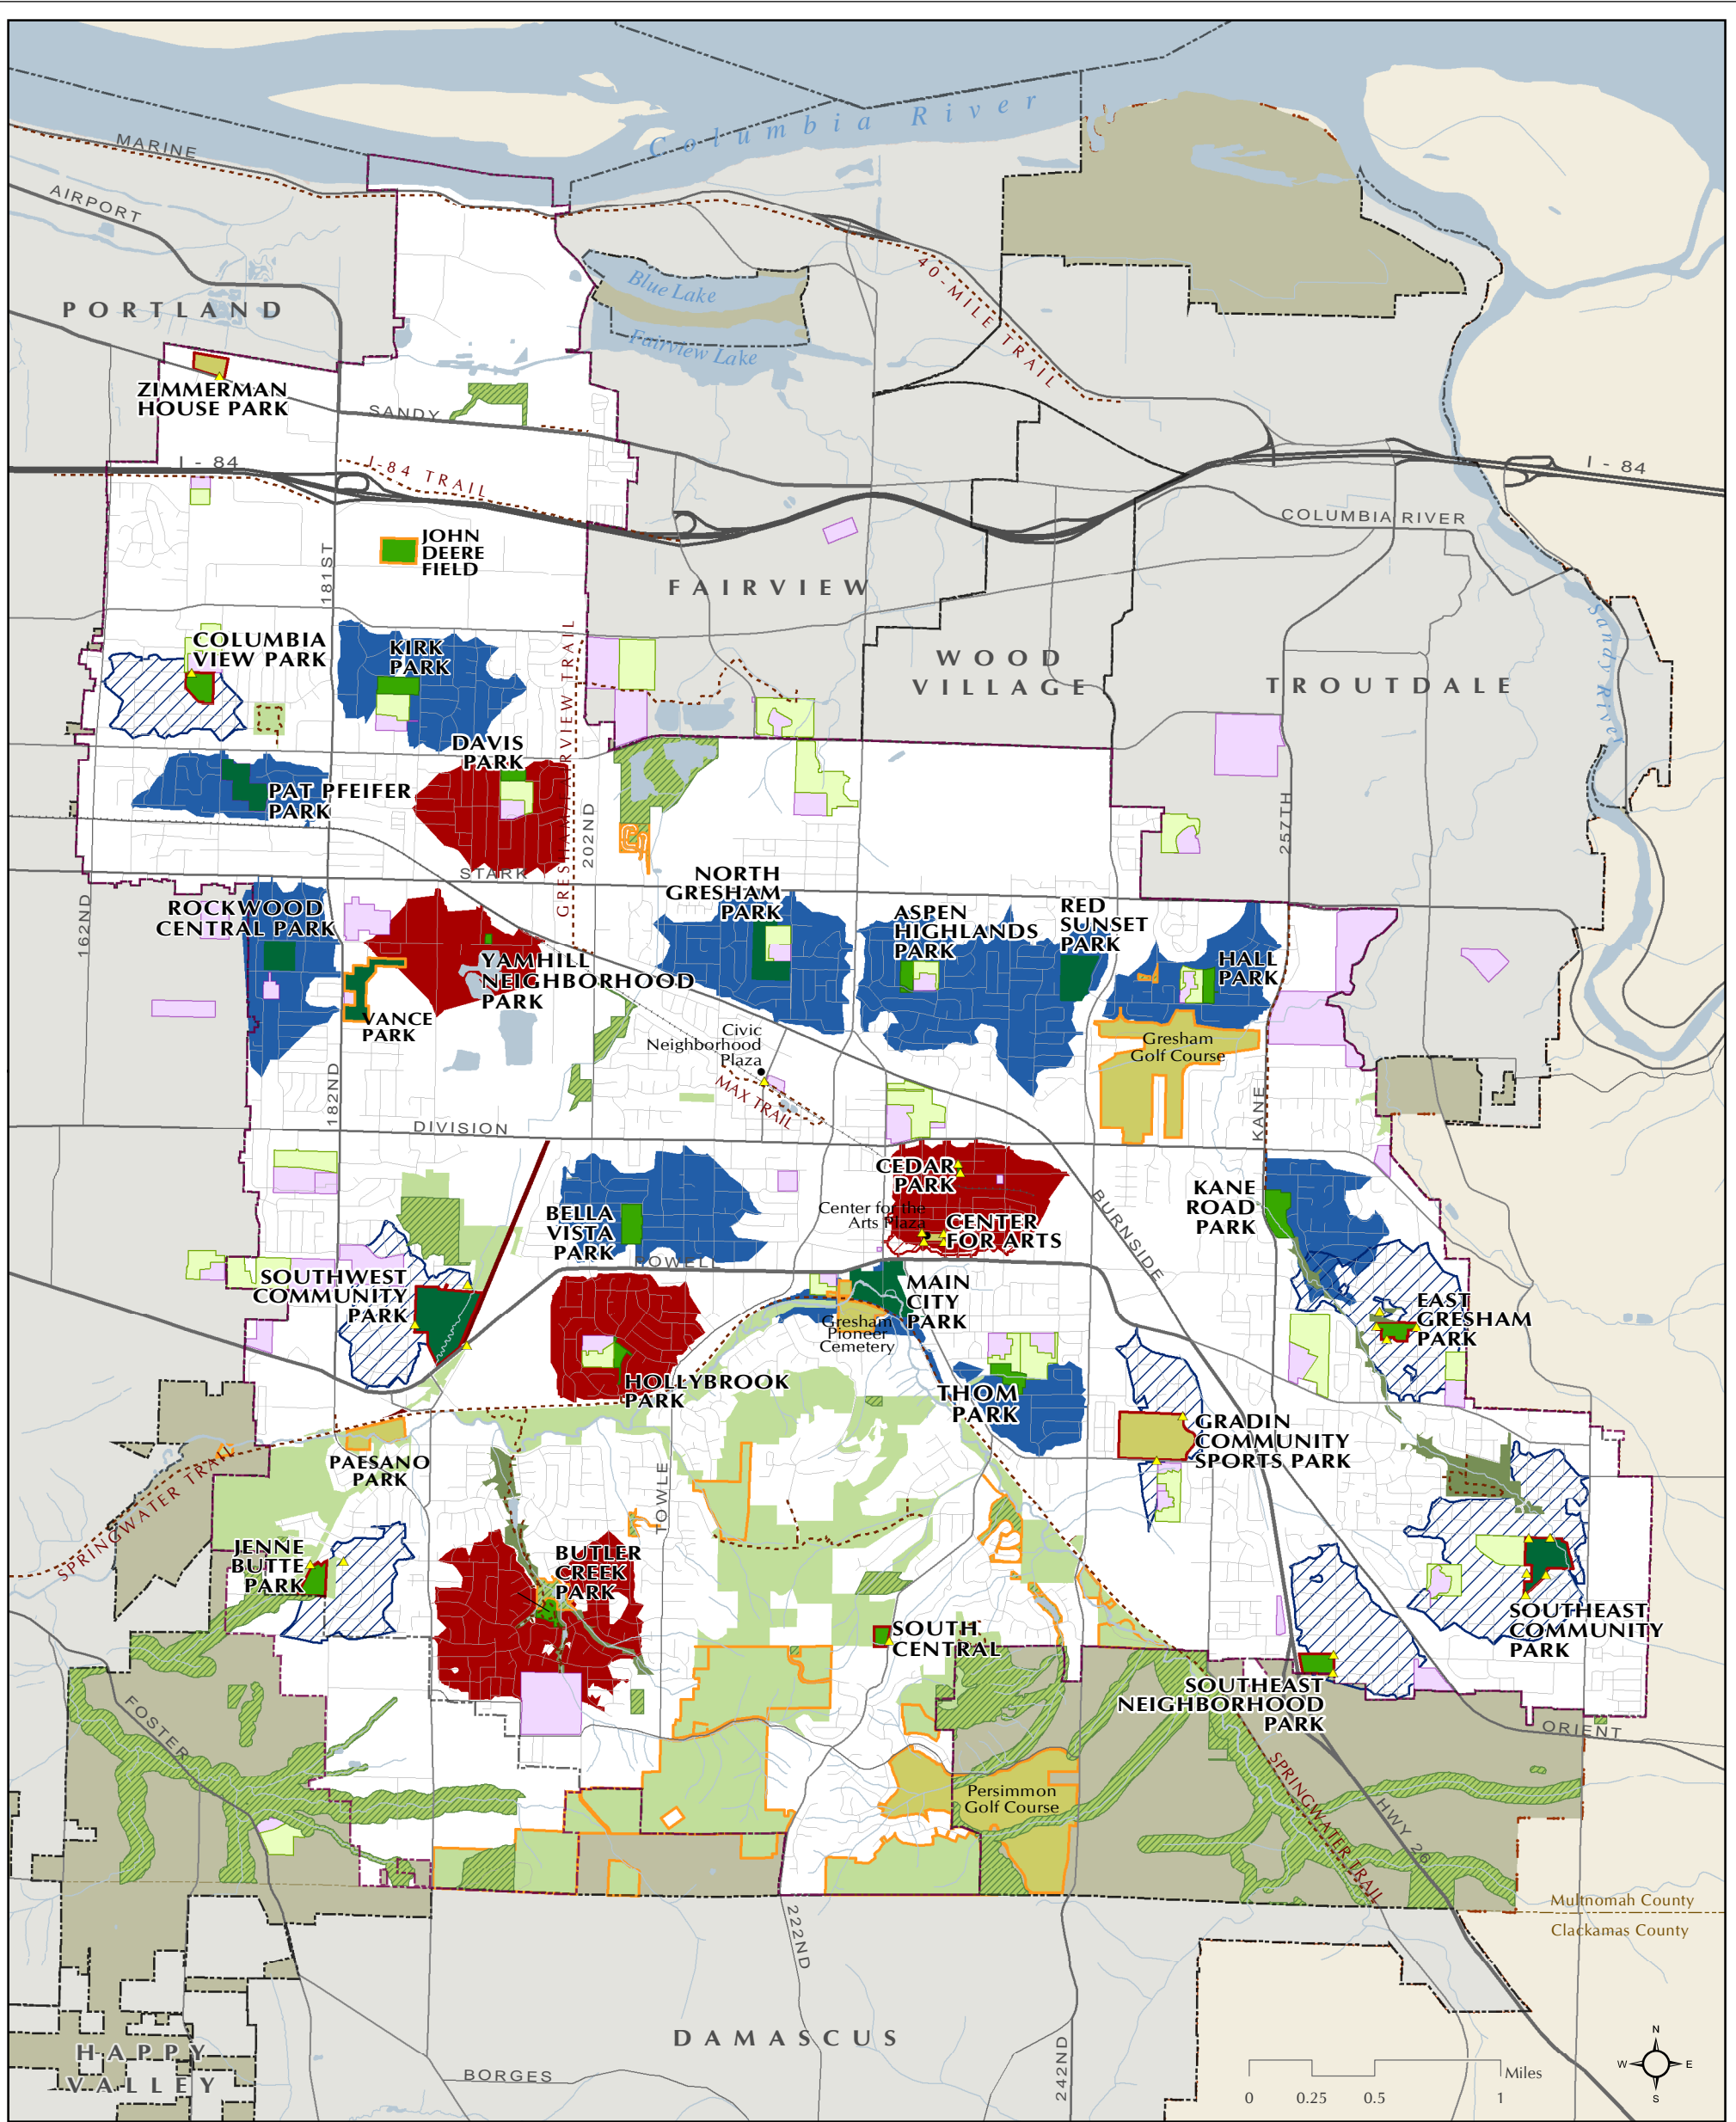 Columbia River
MARINE
AIRPORT
PORTLAND
Blue Lake
Fairview Lake
40-MILE TRAIL
ZIMMERMAN
HOUSE PARK
SANDY
I - 84
I-84 TRAIL
I - 84
COLUMBIA RIVER
JOHN
DEERE
FIELD
181ST
FAIRVIEW
WOOD
VILLAGE
TROUTDALE
Sandy River
COLUMBIA
VIEW PARK
KIRK
PARK
GRESHAM / FAIRVIEW TRAIL
DAVIS
PARK
PAT PFEIFER
PARK
202ND
257TH
STARK
162ND
ROCKWOOD
CENTRAL PARK
NORTH
GRESHAM
PARK
ASPEN
HIGHLANDS
PARK
RED
SUNSET
PARK
HALL
PARK
YAMHILL
NEIGHBORHOOD
PARK
VANCE
PARK
Civic
Neighborhood
Plaza
MAX TRAIL
Gresham
Golf Course
182ND
KANE
DIVISION
CEDAR
PARK
Center for the
Arts Plaza
CENTER
FOR ARTS
BURNSIDE
KANE
ROAD
PARK
BELLA
VISTA
PARK
POWELL
SOUTHWEST
COMMUNITY
PARK
MAIN
CITY
PARK
Gresham
Pioneer
Cemetery
EAST
GRESHAM
PARK
HOLLYBROOK
PARK
THOM
PARK
GRADIN
COMMUNITY
SPORTS PARK
PAESANO
PARK
SPRINGWATER TRAIL
TOWLE
JENNE
BUTTE
PARK
BUTLER
CREEK
PARK
SOUTH
CENTRAL
SOUTHEAST
COMMUNITY
PARK
SOUTHEAST
NEIGHBORHOOD
PARK
ORIENT
FOSTER
Persimmon
Golf Course
SPRINGWATER TRAIL
HWY 26
Multnomah County
Clackamas County
222ND
DAMASCUS
HAPPY
VALLEY
BORGES
242ND
Miles
0 0.25 0.5 1
N
W E
S